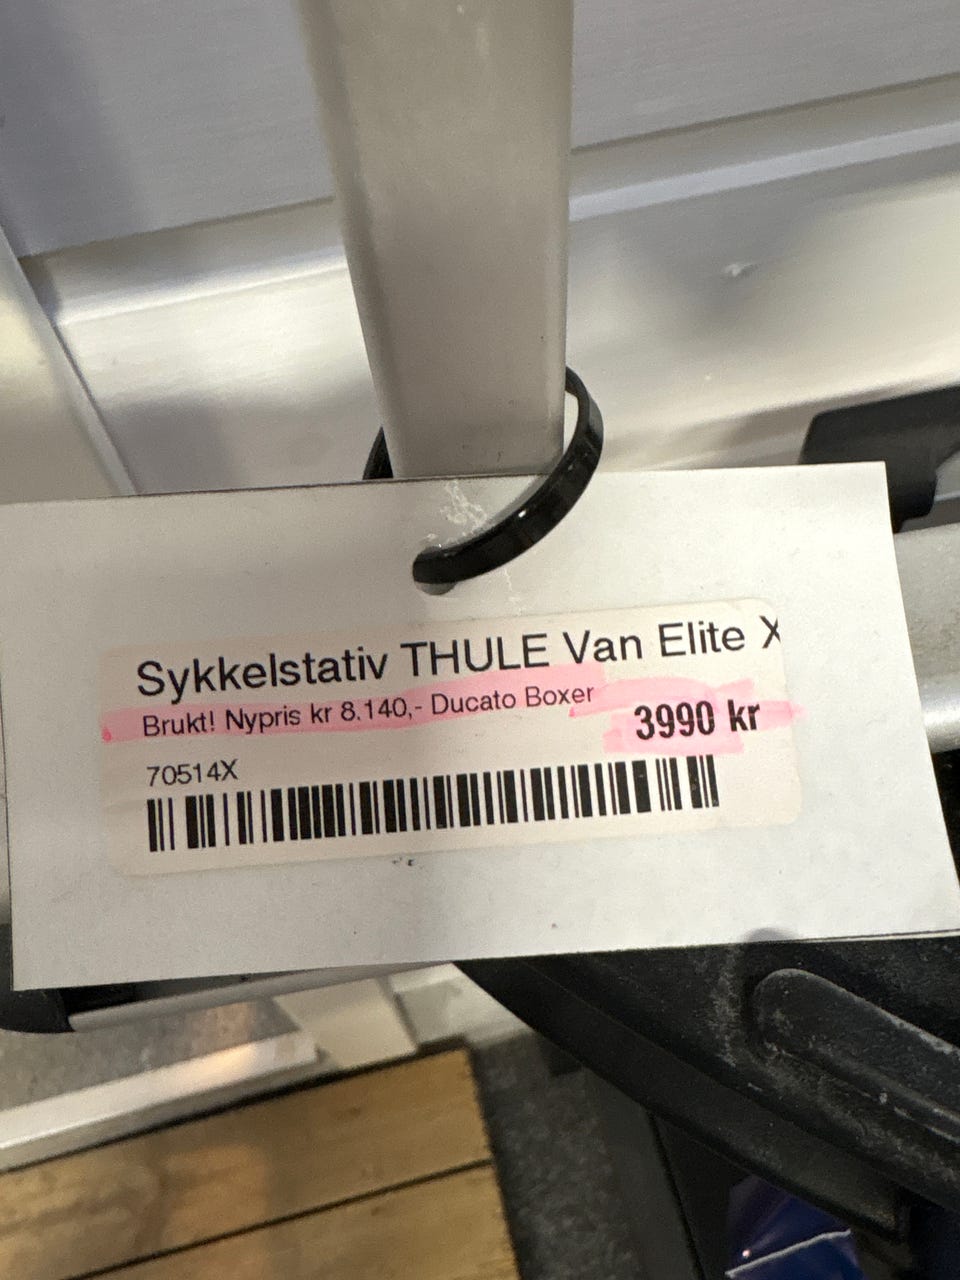 Sykkelstativ THULE Van Elite X
Brukt! Nypris kr 8.140,- Ducato Boxer
3990 kr
70514X